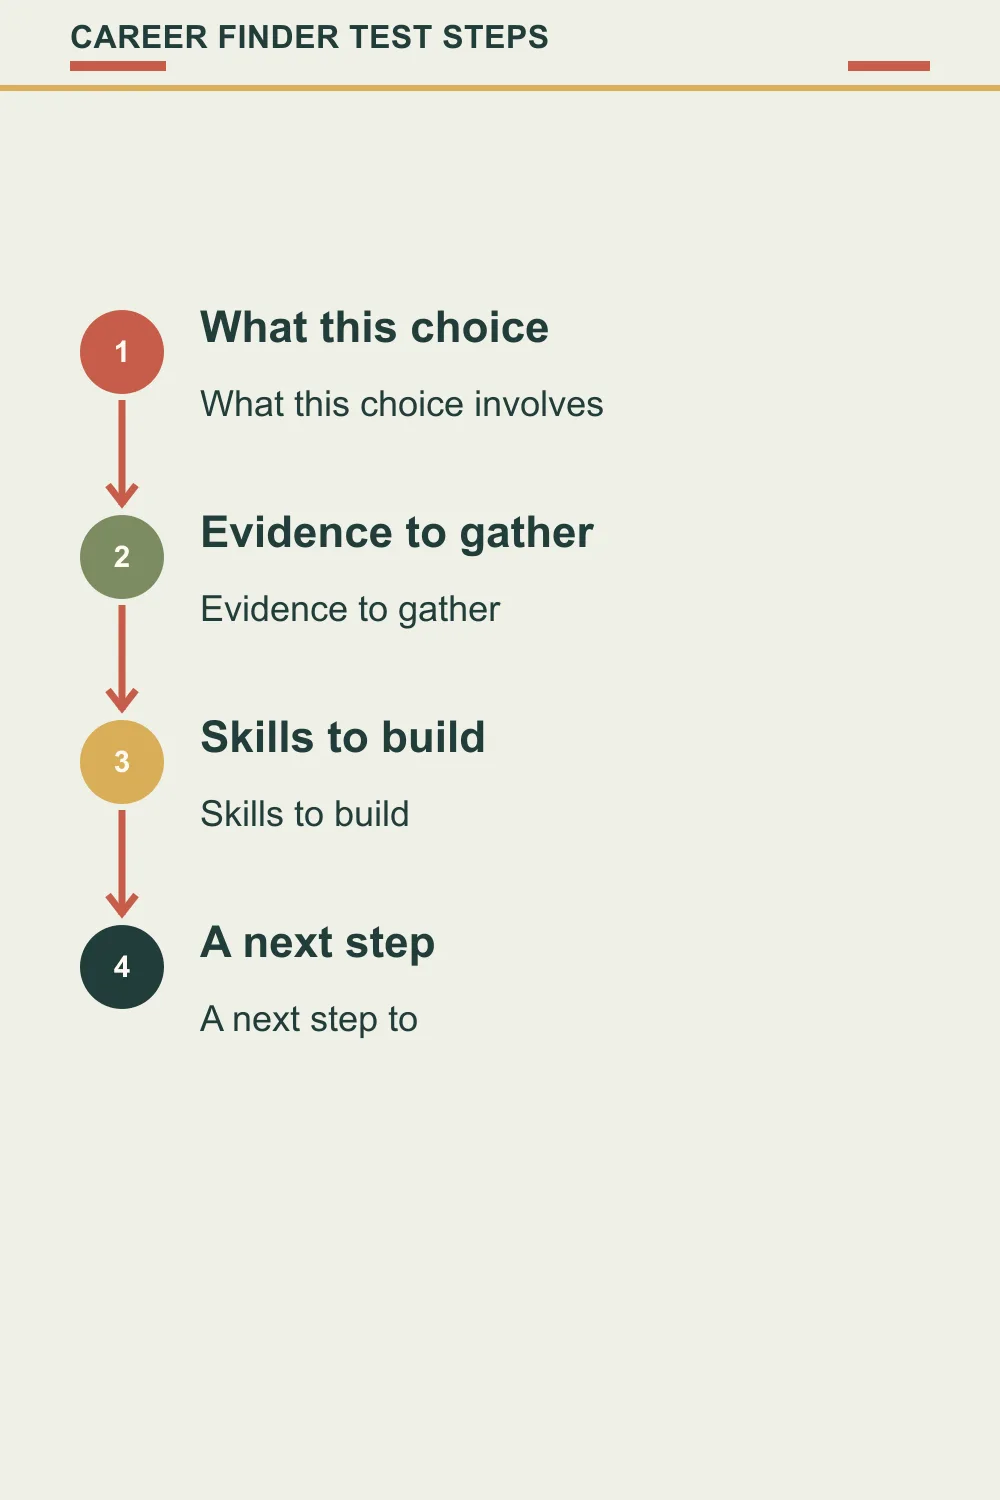 CAREER FINDER TEST STEPS
1
What this choice
What this choice involves
2
Evidence to gather
Evidence to gather
3
Skills to build
Skills to build
4
A next step
A next step to